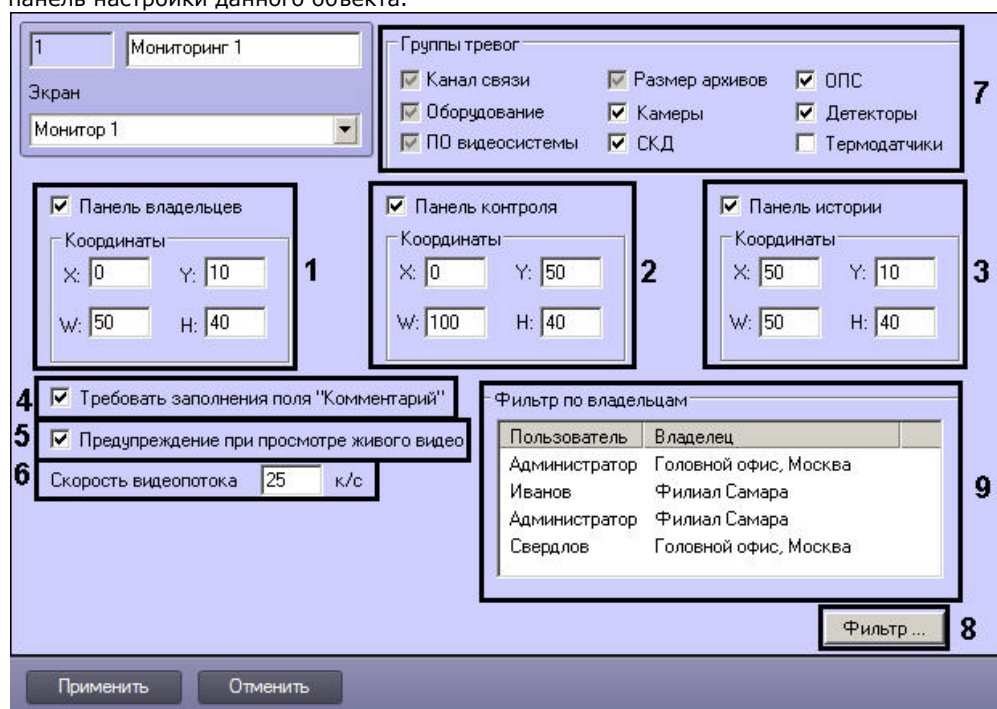 панель настройки данного объекта.
1 Мониторинг 1
Экран
Монитор 1
Группы тревог
Канал связи Размер архивов ОПС
Оборудование Камеры Детекторы
ПО видеосистемы СКД Термодатчики
7
Панель владельцев
Координаты
X: 0 Y: 10
W: 50 H: 40
1
Панель контроля
Координаты
X: 0 Y: 50
W: 100 H: 40
2
Панель истории
Координаты
X: 50 Y: 10
W: 50 H: 40
3
4 Требовать заполнения поля "Комментарий"
5 Предупреждение при просмотре живого видео
6 Скорость видеопотока 25 к/с
Фильтр по владельцам
Пользователь Владелец
Администратор Головной офис, Москва
Иванов Филиал Самара
Администратор Филиал Самара
Свердлов Головной офис, Москва
9
Фильтр ... 8
Применить Отменить